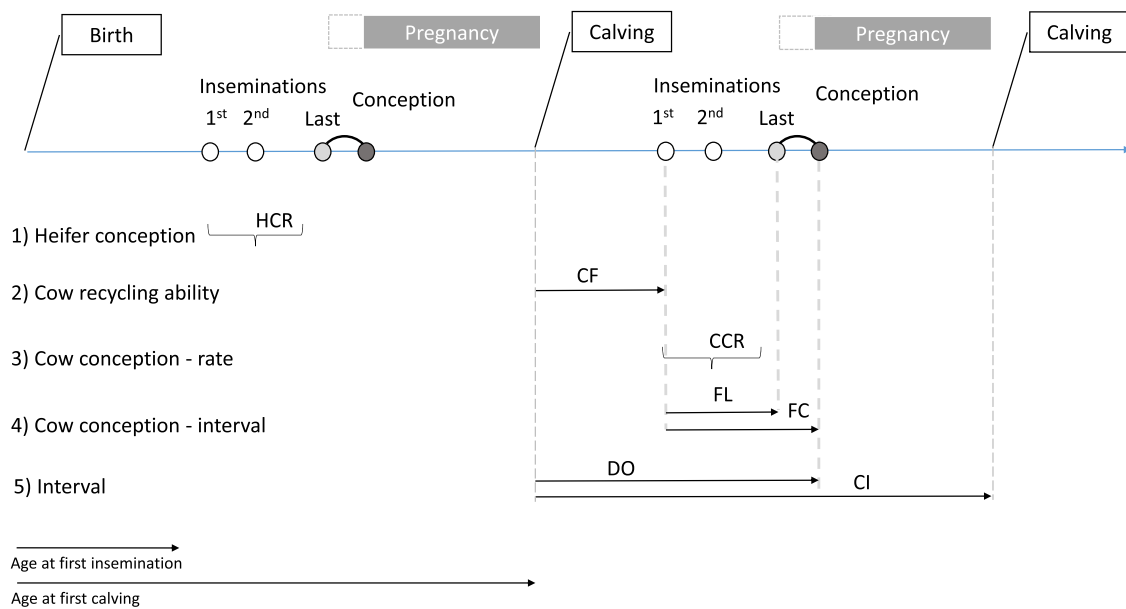 Birth
Pregnancy
Calving
Pregnancy
Calving
Inseminations
1st 2nd Last
Conception
Inseminations
1st 2nd Last
Conception
1) Heifer conception HCR
2) Cow recycling ability CF
3) Cow conception - rate CCR
4) Cow conception - interval FL FC
5) Interval DO CI
Age at first insemination
Age at first calving